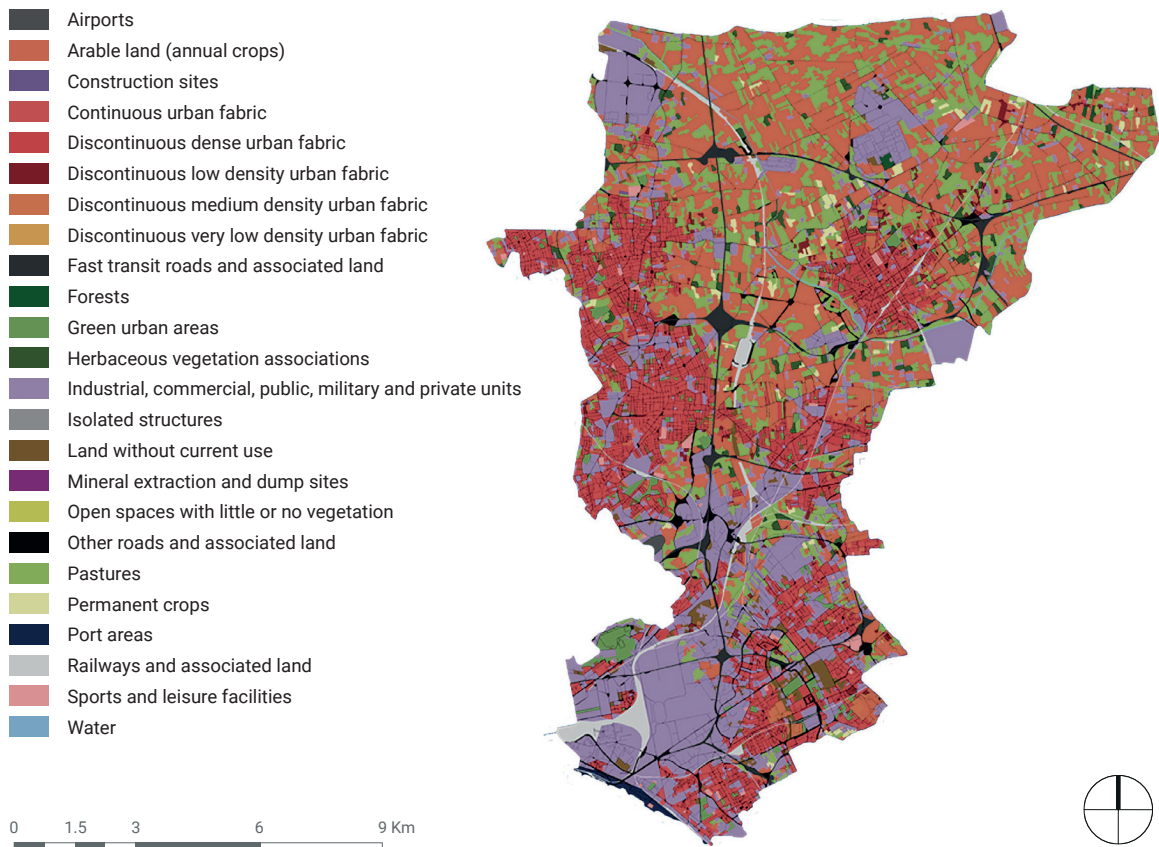 Airports
Arable land (annual crops)
Construction sites
Continuous urban fabric
Discontinuous dense urban fabric
Discontinuous low density urban fabric
Discontinuous medium density urban fabric
Discontinuous very low density urban fabric
Fast transit roads and associated land
Forests
Green urban areas
Herbaceous vegetation associations
Industrial, commercial, public, military and private units
Isolated structures
Land without current use
Mineral extraction and dump sites
Open spaces with little or no vegetation
Other roads and associated land
Pastures
Permanent crops
Port areas
Railways and associated land
Sports and leisure facilities
Water
0 1.5 3 6 9 Km